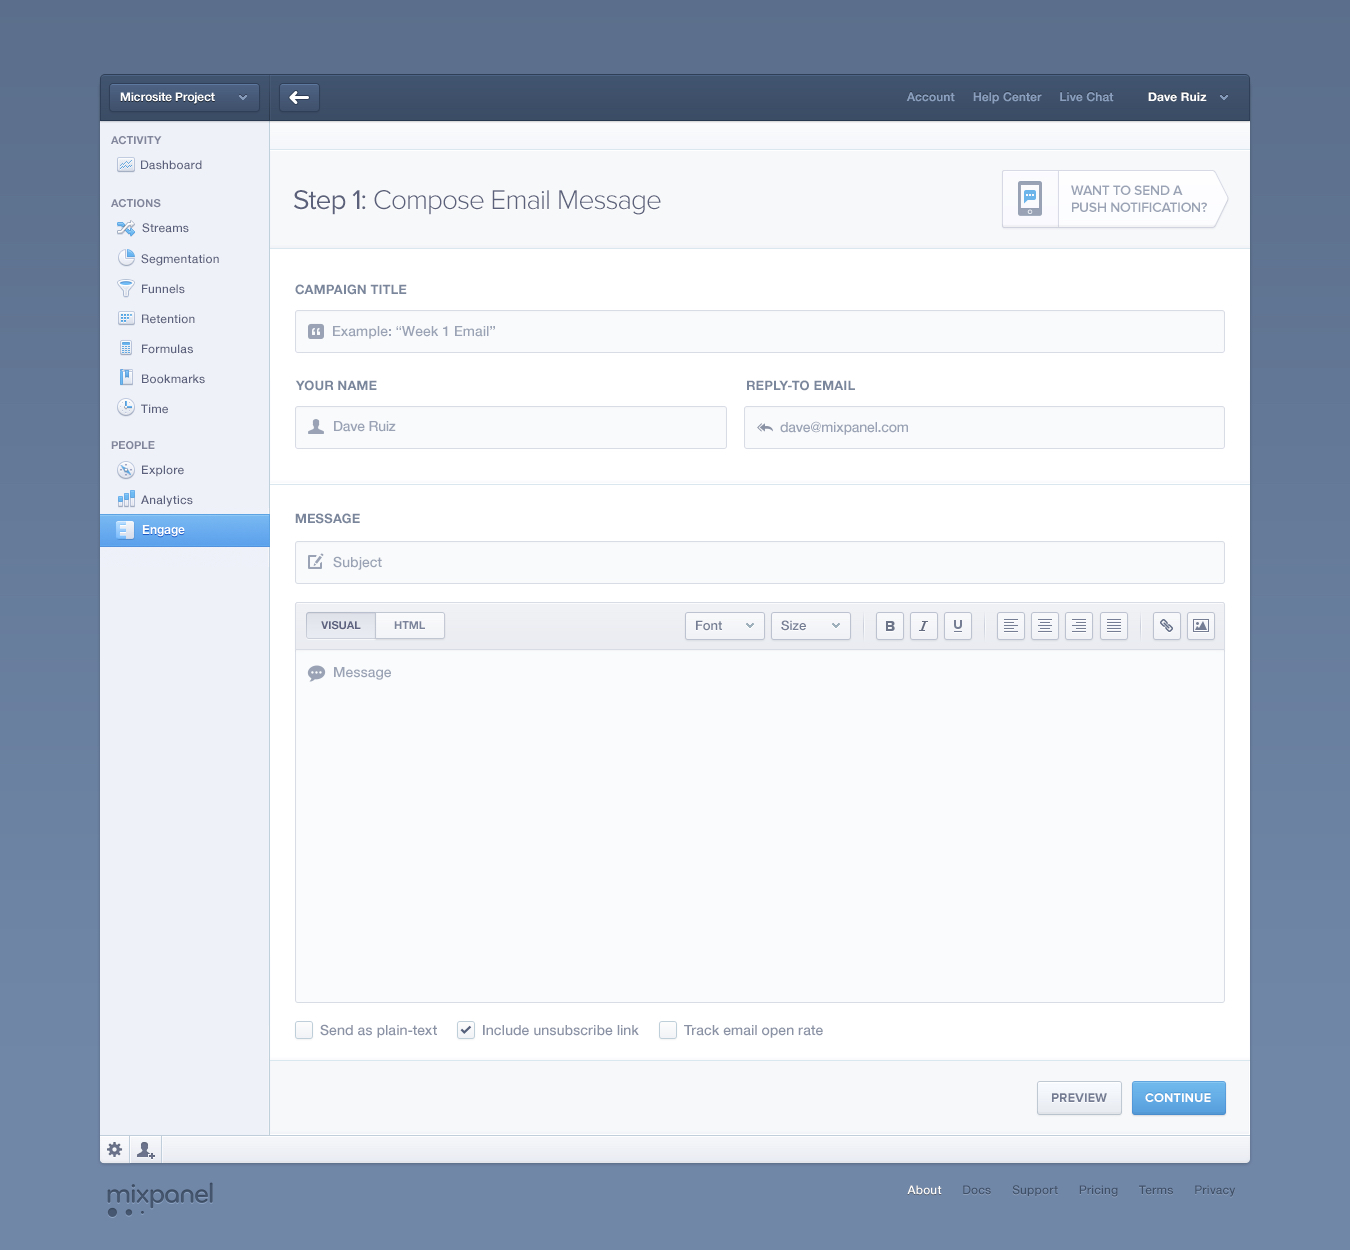 Microsite Project
Account Help Center Live Chat Dave Ruiz
ACTIVITY
Dashboard
ACTIONS
Streams
Segmentation
Funnels
Retention
Formulas
Bookmarks
Time
PEOPLE
Explore
Analytics
Engage
Step 1: Compose Email Message
WANT TO SEND A
PUSH NOTIFICATION?
CAMPAIGN TITLE
Example: “Week 1 Email”
YOUR NAME
Dave Ruiz
REPLY-TO EMAIL
dave@mixpanel.com
MESSAGE
Subject
VISUAL HTML Font Size B I U
Message
Send as plain-text Include unsubscribe link Track email open rate
PREVIEW CONTINUE
mixpanel
About Docs Support Pricing Terms Privacy